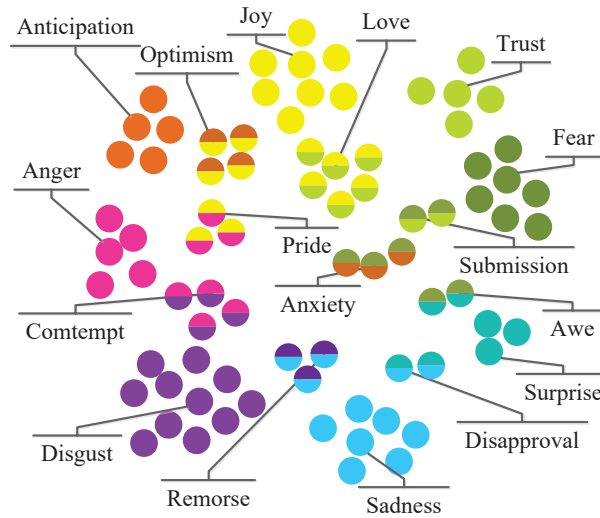 Joy
Love
Anticipation
Optimism
Trust
Fear
Anger
Pride
Submission
Anxiety
Comtempt
Awe
Surprise
Disapproval
Disgust
Remorse
Sadness